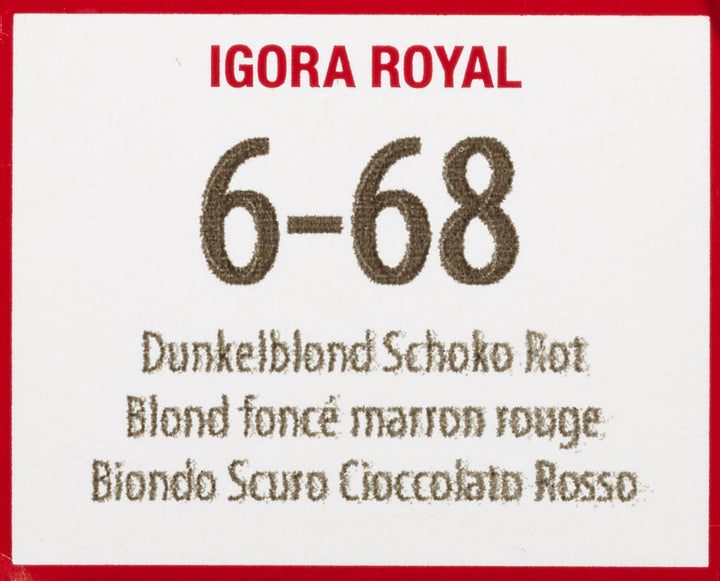 IGORA ROYAL
6-68
Dunkelblond Schoko Rot
Blond foncé marron rouge
Biondo Scuro Cioccolato Rosso